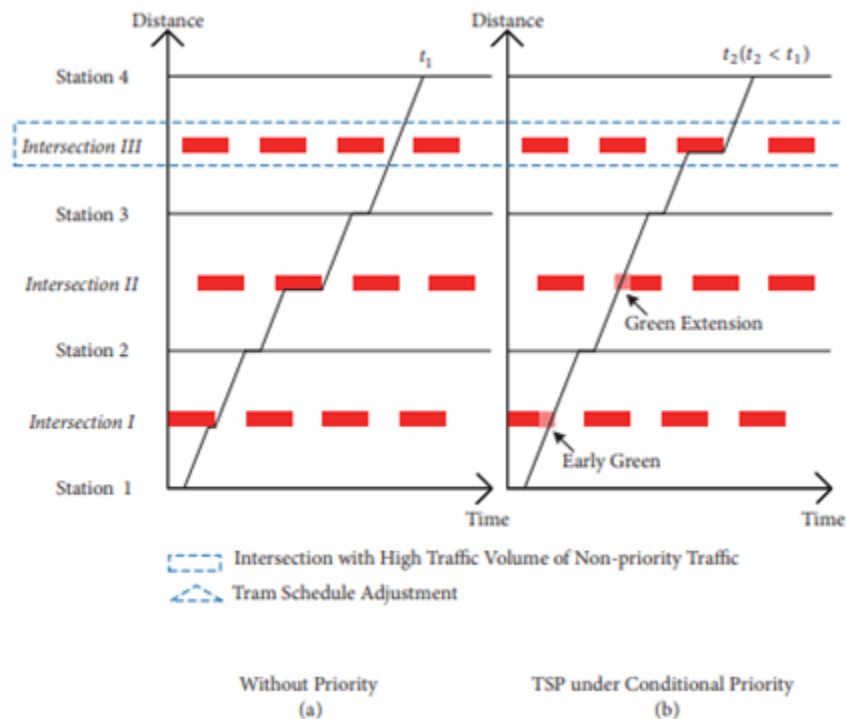 Distance
Distance
Station 4
t1
t2(t2 < t1)
Intersection III
Station 3
Intersection II
Green Extension
Station 2
Intersection I
Early Green
Station 1
Time
Time
Intersection with High Traffic Volume of Non-priority Traffic
Tram Schedule Adjustment
Without Priority
TSP under Conditional Priority
(a)
(b)